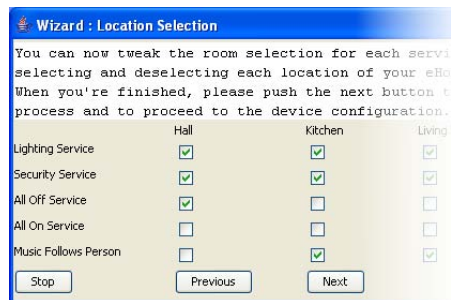 Wizard : Location Selection
You can now tweak the room selection for each
selecting and deselecting each location of your
When you're finished, please push the next button
process and to proceed to the device configuration.
Hall Kitchen Living
Lighting Service
Security Service
All Off Service
All On Service
Music Follows Person
Stop Previous Next